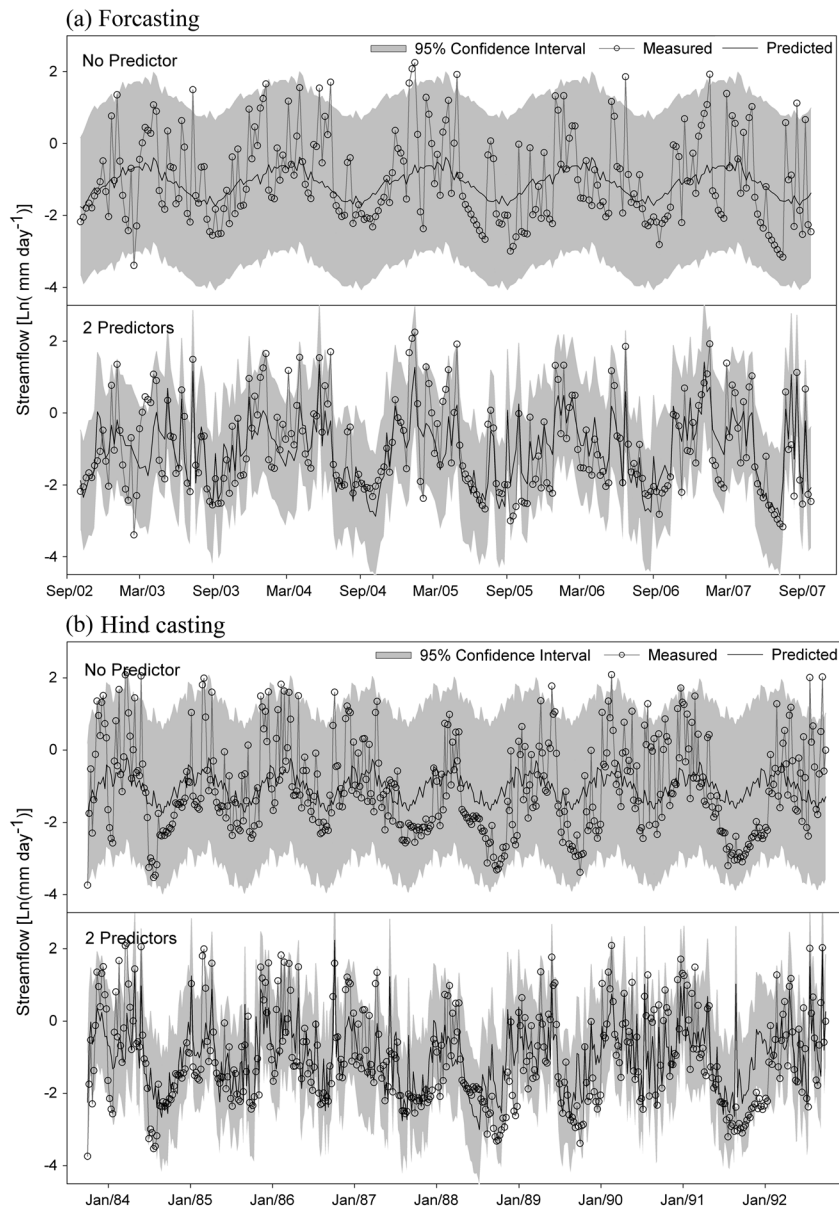 (a) Forcasting
No Predictor
95% Confidence Interval Measured Predicted
2
0
-2
-4
2 Predictors
2
0
-2
-4
Streamflow [Ln( mm day-1)]
Sep/02 Mar/03 Sep/03 Mar/04 Sep/04 Mar/05 Sep/05 Mar/06 Sep/06 Mar/07 Sep/07
(b) Hind casting
No Predictor
95% Confidence Interval Measured Predicted
2
0
-2
-4
2 Predictors
2
0
-2
-4
Streamflow [Ln(mm day-1)]
Jan/84 Jan/85 Jan/86 Jan/87 Jan/88 Jan/89 Jan/90 Jan/91 Jan/92